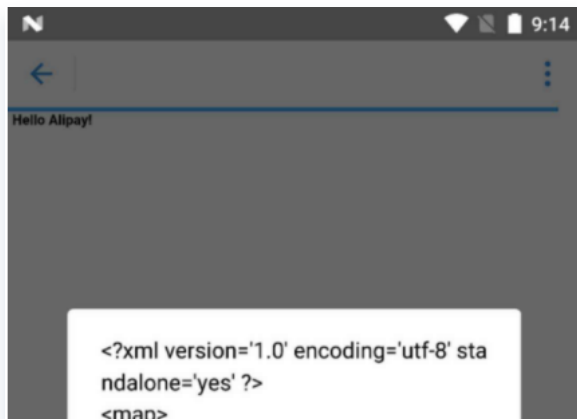 9:14
Hello Alipay!
<?xml version='1.0' encoding='utf-8' sta
ndalone='yes' ?>
<map>